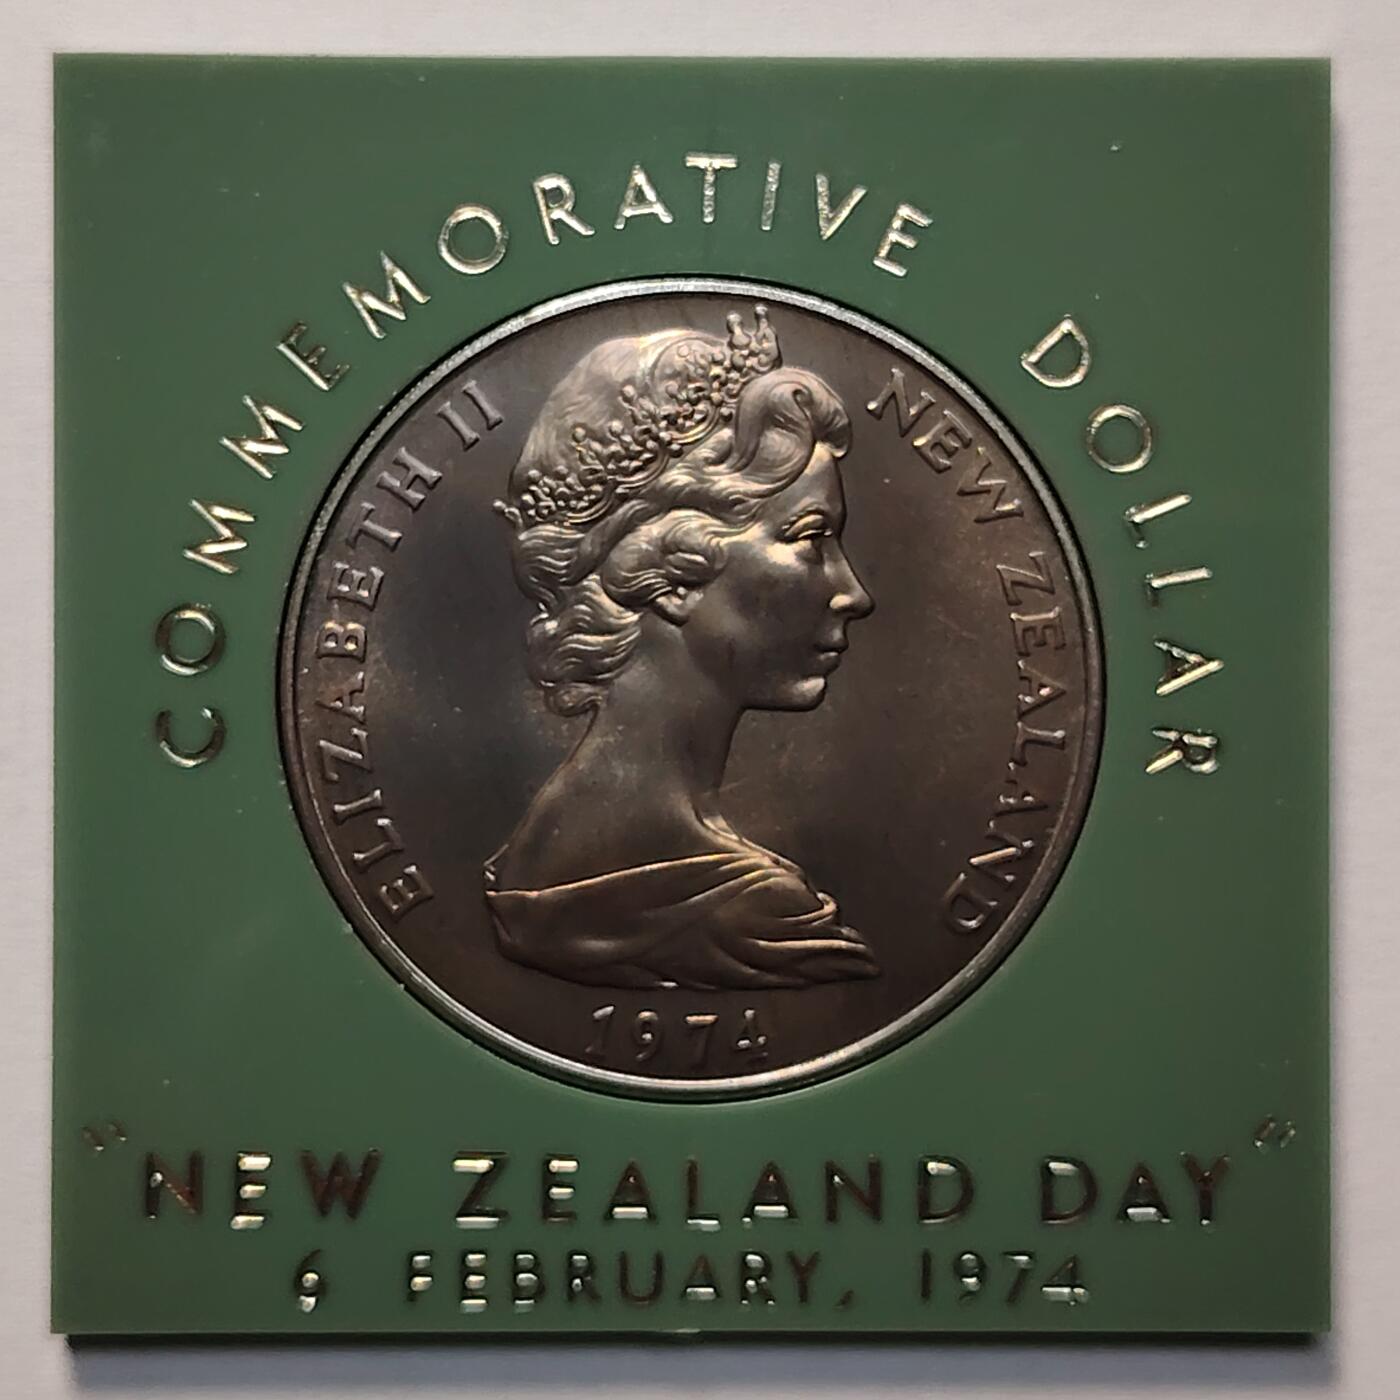 COMMEMORATIVE DOLLAR
ELIZABETH II NEW ZEALAND
1974
"NEW ZEALAND DAY"
6 FEBRUARY, 1974